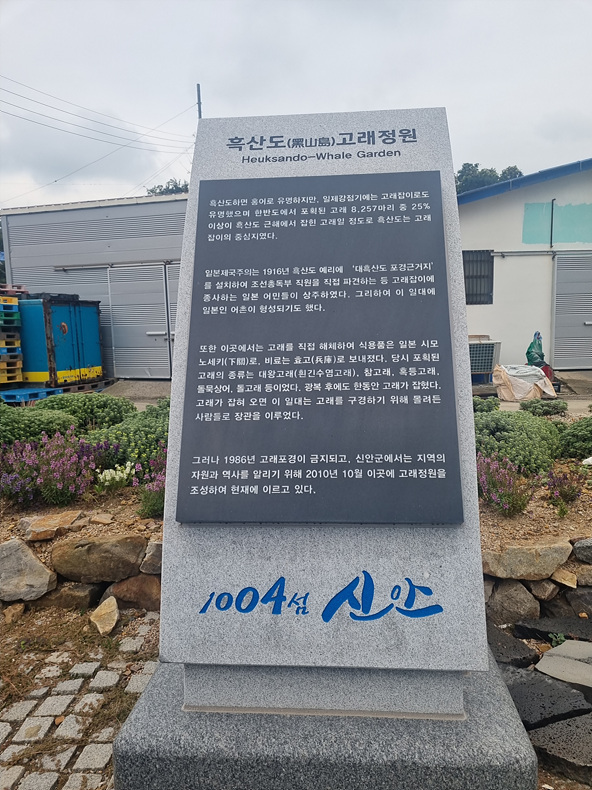 흑산도(黑山島)고래정원
Heuksando-Whale Garden
흑산도하면 홍어로 유명하지만, 일제강점기에는 고래잡이로도
유명했으며 한반도에서 포획된 고래 8,257마리 중 25%
이상이 흑산도 근해에서 잡힌 고래일 정도로 흑산도는 고래
잡이의 중심지였다.
일본제국주의는 1916년 흑산도 예리에 '대흑산도 포경근거지'
를 설치하여 조선총독부 직원을 직접 파견하는 등 고래잡이에
종사하는 일본 어민들이 상주하였다. 그리하여 이 일대에
일본인 어촌이 형성되기도 했다.
또한 이곳에서는 고래를 직접 해체하여 식용품은 일본 시모
노세키(下關)로, 비료는 효고(兵庫)로 보내졌다. 당시 포획된
고래의 종류는 대왕고래(흰긴수염고래), 참고래, 혹등고래,
돌묵상어, 돌고래 등이었다. 광복 후에도 한동안 고래가 잡혔다.
고래가 잡혀 오면 이 일대는 고래를 구경하기 위해 몰려든
사람들로 장관을 이루었다.
그러나 1986년 고래포경이 금지되고, 신안군에서는 지역의
자원과 역사를 알리기 위해 2010년 10월 이곳에 고래정원을
조성하여 현재에 이르고 있다.
1004섬 신안